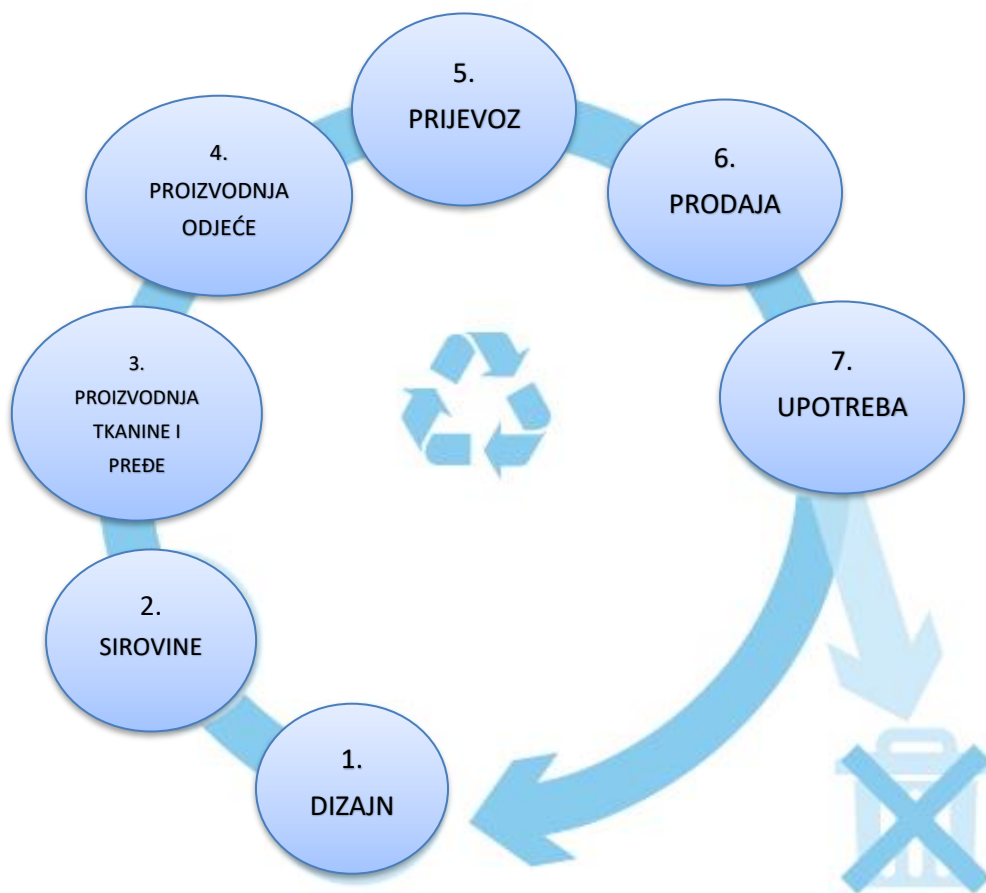 1.
DIZAJN
2.
SIROVINE
3.
PROIZVODNJA
TKANINE I
PREĐE
4.
PROIZVODNJA
ODJEĆE
5.
PRIJEVOZ
6.
PRODAJA
7.
UPOTREBA